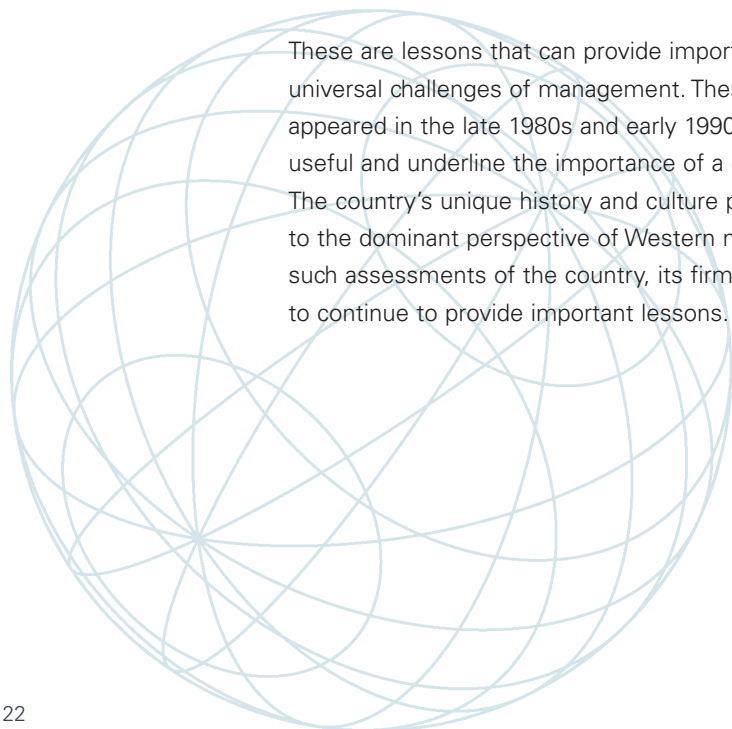 These are lessons that can provide impor
universal challenges of management. Thes
appeared in the late 1980s and early 1990
useful and underline the importance of a
The country’s unique history and culture p
to the dominant perspective of Western
such assessments of the country, its firm
to continue to provide important lessons.
22